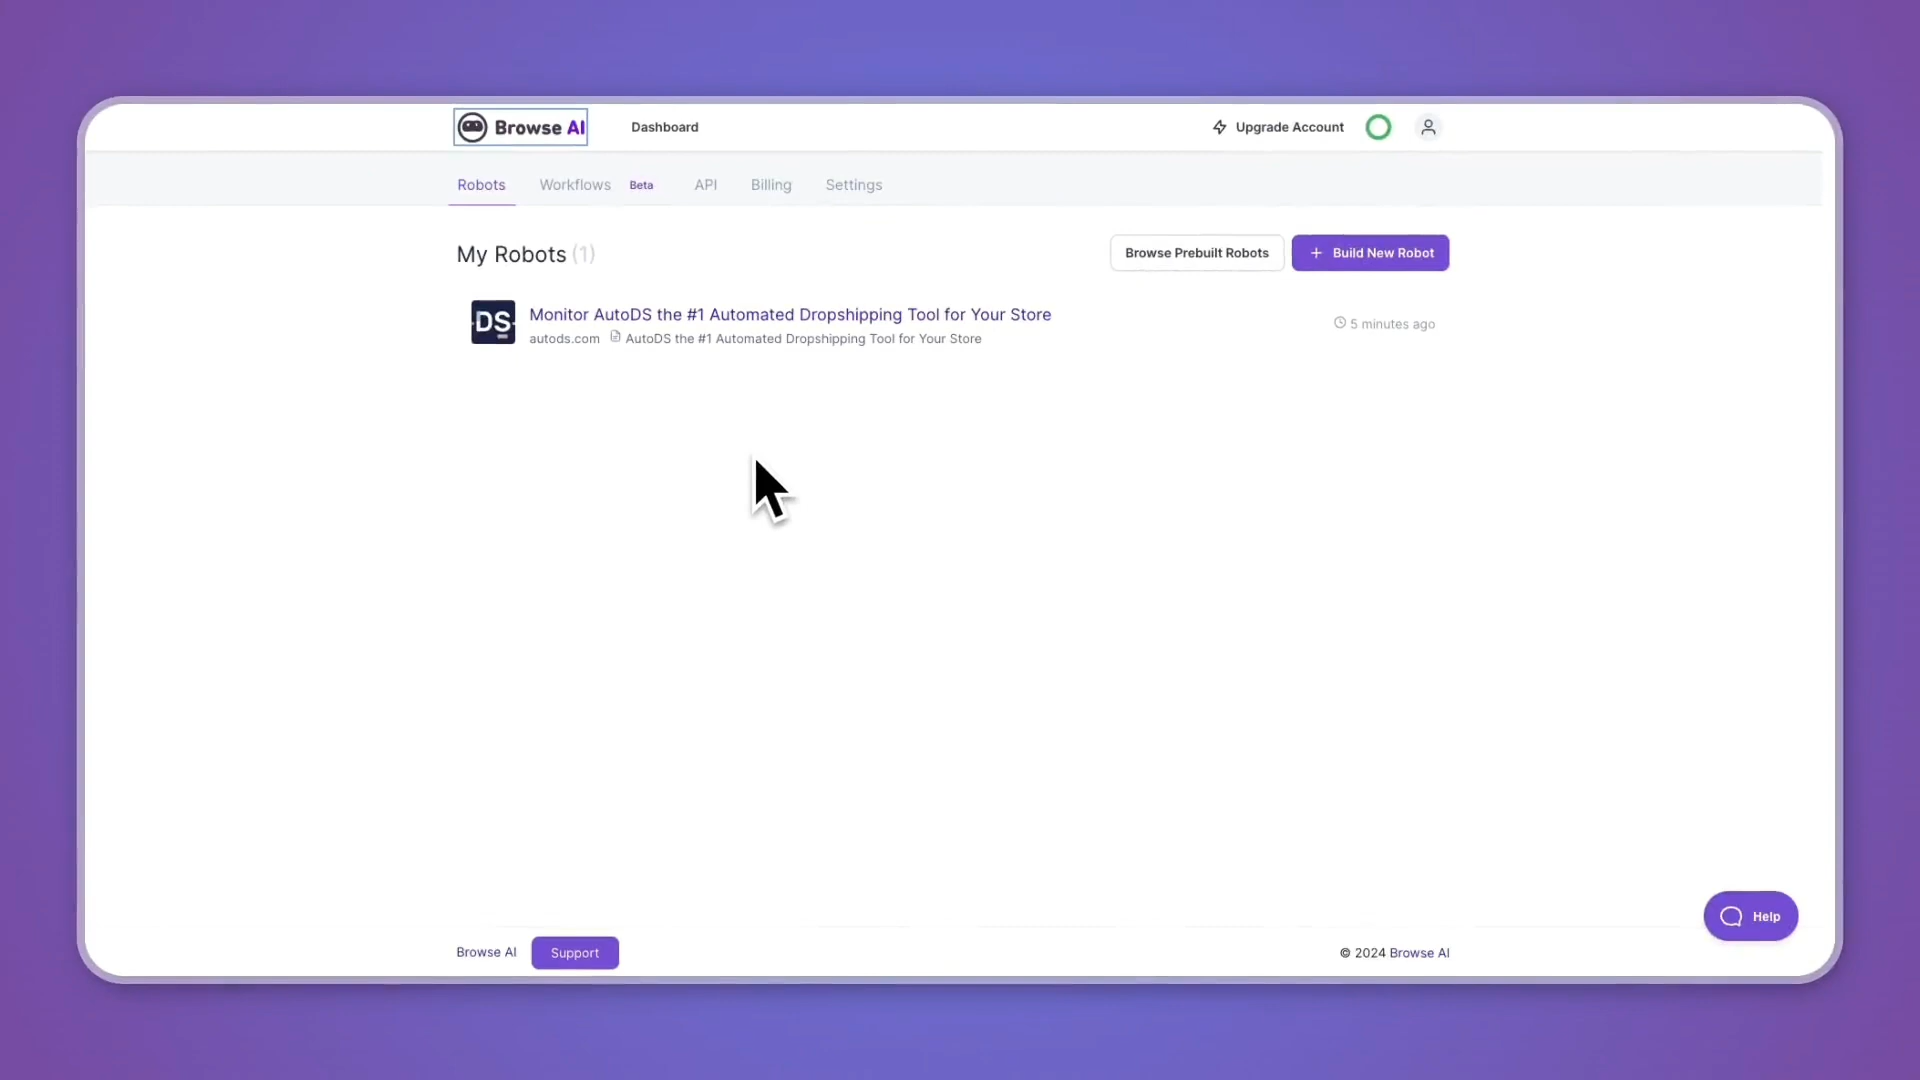 Browse AI Dashboard Upgrade Account
Robots Workflows Beta API Billing Settings
My Robots (1) Browse Prebuilt Robots + Build New Robot
DS Monitor AutoDS the #1 Automated Dropshipping Tool for Your Store
autods.com AutoDS the #1 Automated Dropshipping Tool for Your Store
5 minutes ago
Help
Browse AI Support © 2024 Browse AI